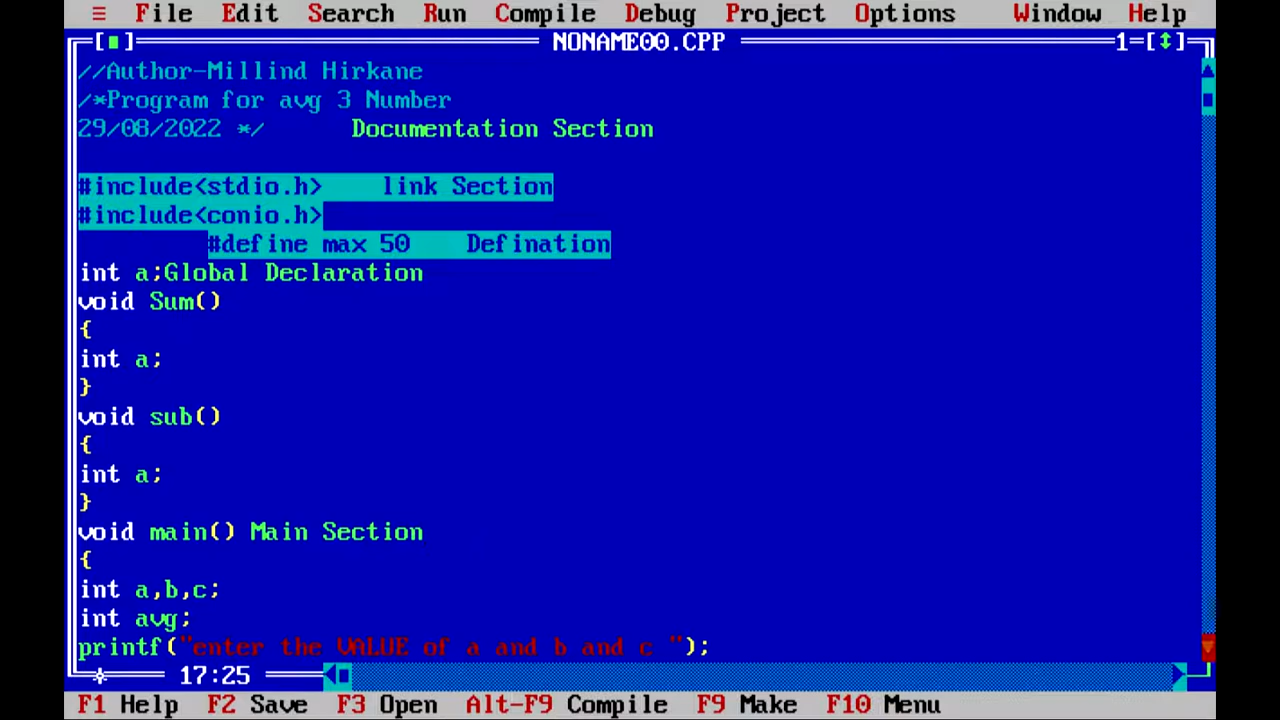 ≡ File Edit Search Run Compile Debug Project Options Window Help
[■] NONAME00.CPP 1=[↕]
//Author-Millind Hirkane
/*Program for avg 3 Number
29/08/2022 */ Documentation Section
#include<stdio.h> link Section
#include<conio.h>
#define max 50 Defination
int a;Global Declaration
void Sum()
{
int a;
}
void sub()
{
int a;
}
void main() Main Section
{
int a,b,c;
int avg;
printf("enter the VALUE of a and b and c ");
17:25
F1 Help F2 Save F3 Open Alt-F9 Compile F9 Make F10 Menu